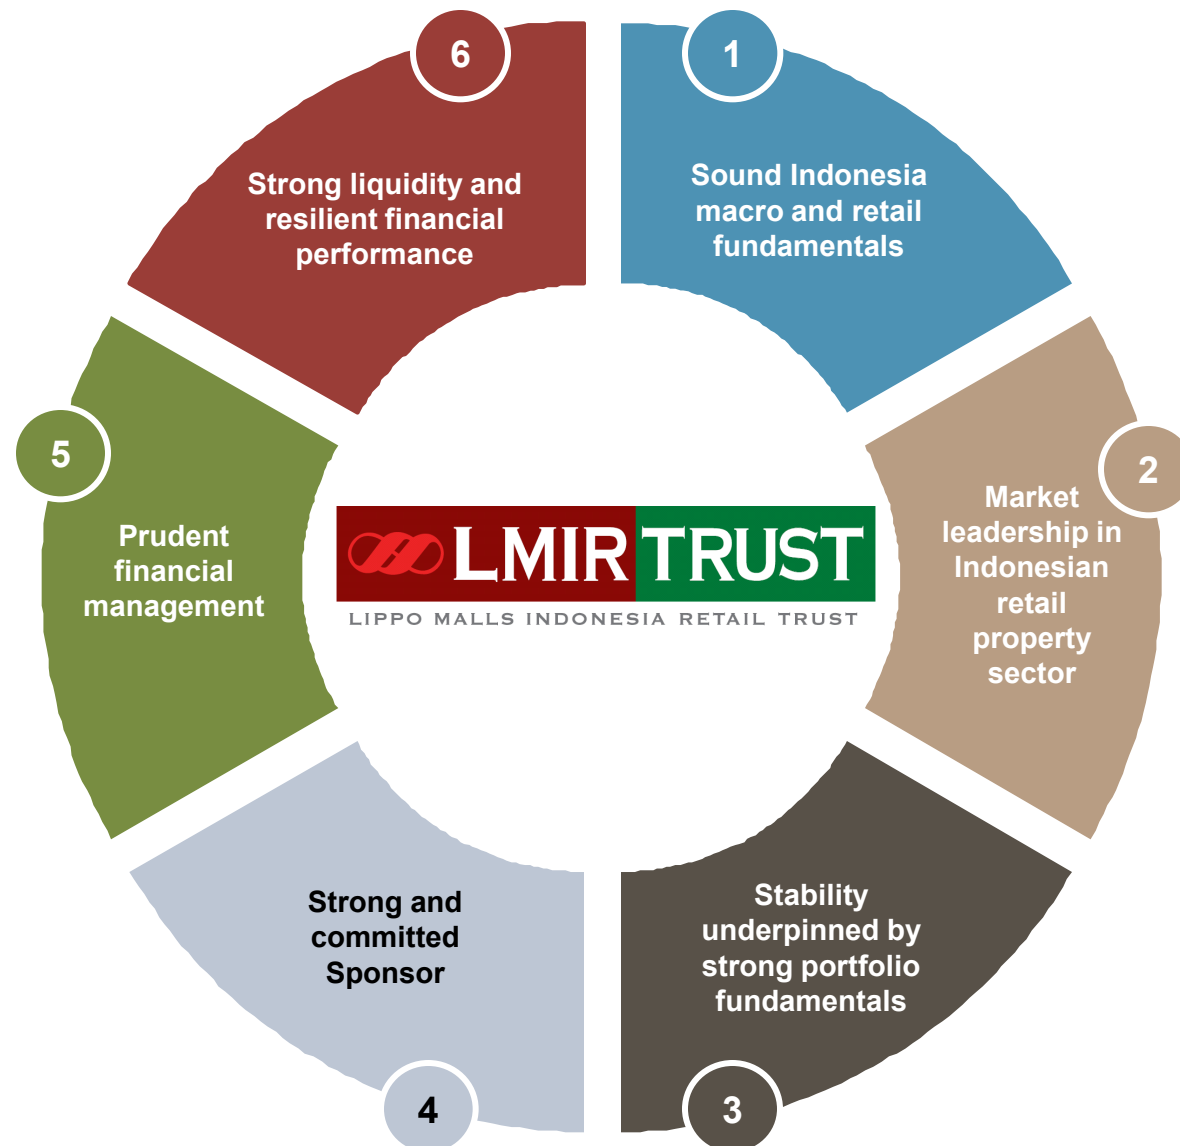 6
Strong liquidity and
resilient financial
performance
1
Sound Indonesia
macro and retail
fundamentals
2
Market
leadership in
Indonesian
retail
property
sector
3
Stability
underpinned by
strong portfolio
fundamentals
4
Strong and
committed
Sponsor
5
Prudent
financial
management
LMIR TRUST
LIPPO MALLS INDONESIA RETAIL TRUST